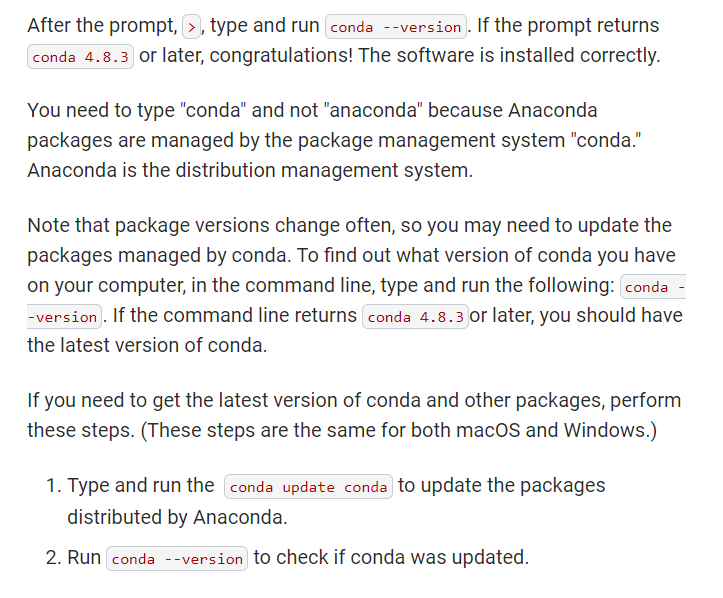 After the prompt, >, type and run conda --version. If the prompt returns
conda 4.8.3 or later, congratulations! The software is installed correctly.
You need to type "conda" and not "anaconda" because Anaconda
packages are managed by the package management system "conda."
Anaconda is the distribution management system.
Note that package versions change often, so you may need to update the
packages managed by conda. To find out what version of conda you have
on your computer, in the command line, type and run the following: conda -
-version. If the command line returns conda 4.8.3 or later, you should have
the latest version of conda.
If you need to get the latest version of conda and other packages, perform
these steps. (These steps are the same for both macOS and Windows.)
1. Type and run the conda update conda to update the packages
distributed by Anaconda.
2. Run conda --version to check if conda was updated.